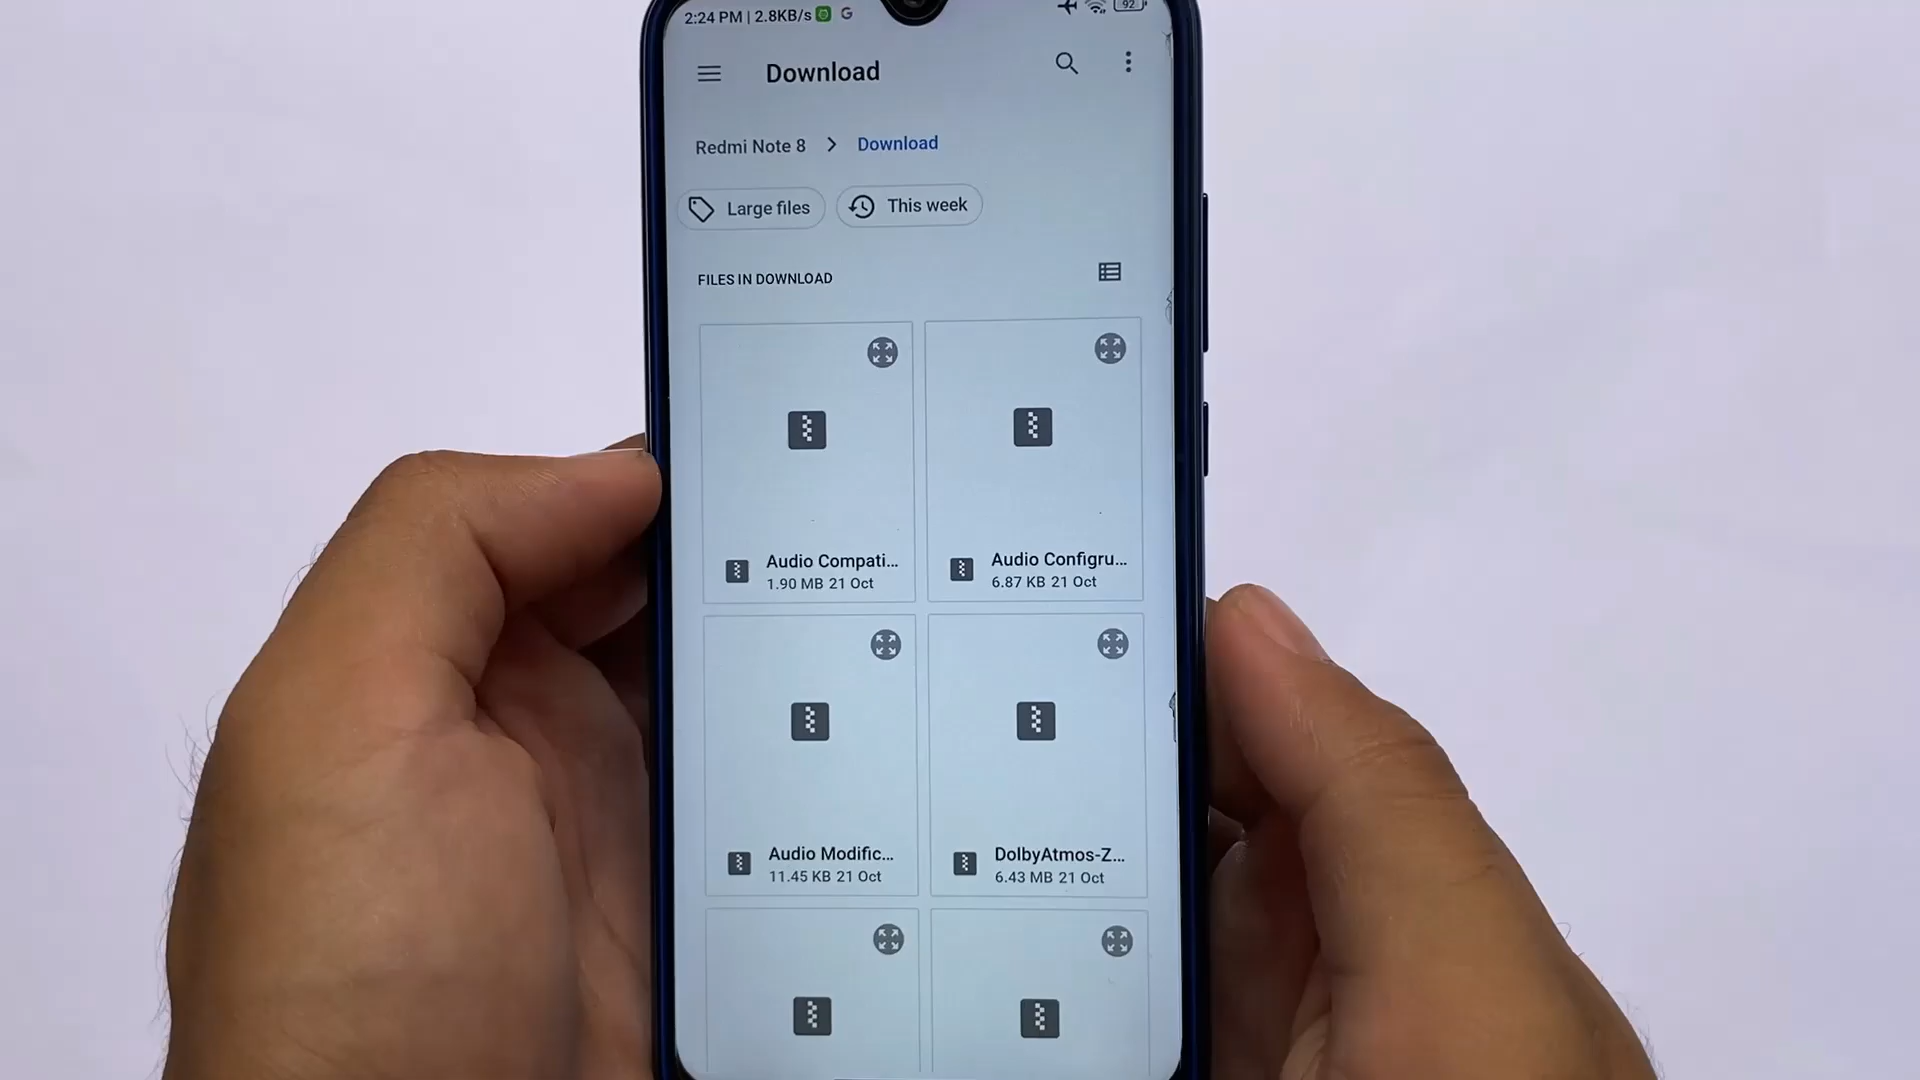 2:24 PM | 2.8KB/s G 92
Download
Redmi Note 8 > Download
Large files This week
FILES IN DOWNLOAD
Audio Compati... Audio Configru...
1.90 MB 21 Oct 6.87 KB 21 Oct
Audio Modific... DolbyAtmos-Z...
11.45 KB 21 Oct 6.43 MB 21 Oct